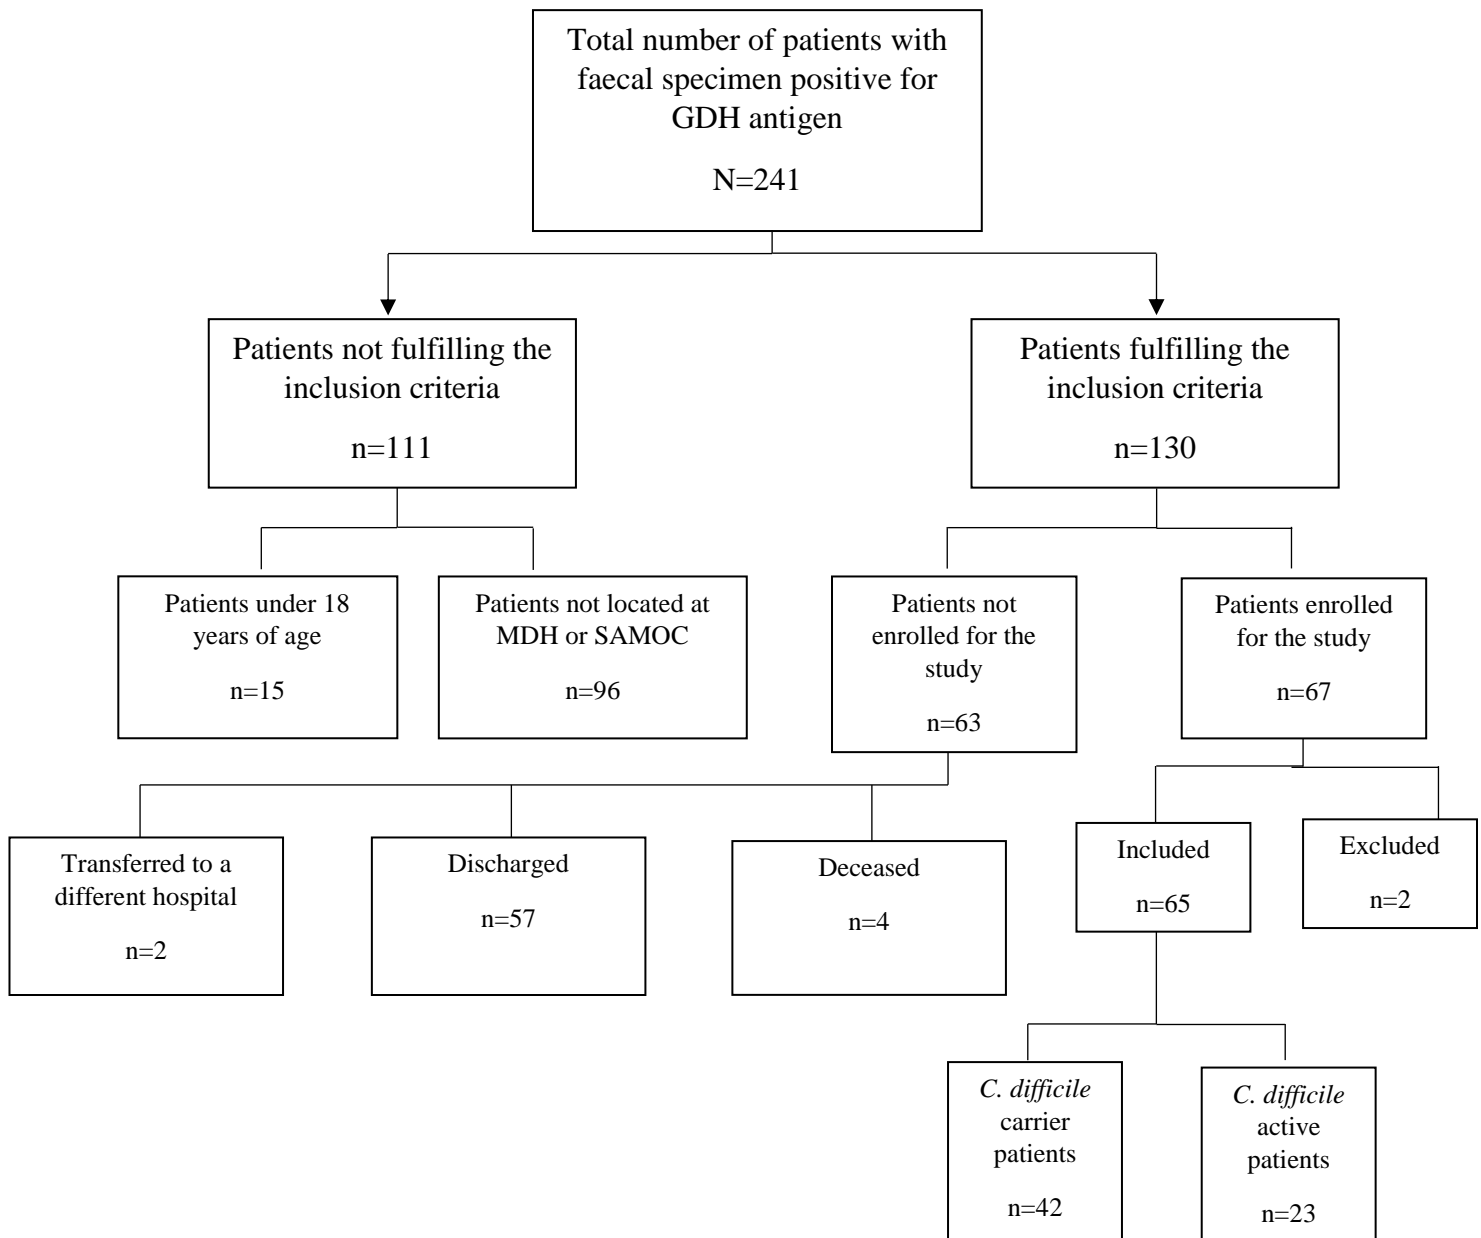 Total number of patients with
faecal specimen positive for
GDH antigen
N=241
Patients not fulfilling the
inclusion criteria
n=111
Patients fulfilling the
inclusion criteria
n=130
Patients under 18
years of age
n=15
Patients not located at
MDH or SAMOC
n=96
Patients not
enrolled for the
study
n=63
Patients enrolled
for the study
n=67
Transferred to a
different hospital
n=2
Discharged
n=57
Deceased
n=4
Included
n=65
Excluded
n=2
C. difficile
carrier
patients
n=42
C. difficile
active
patients
n=23